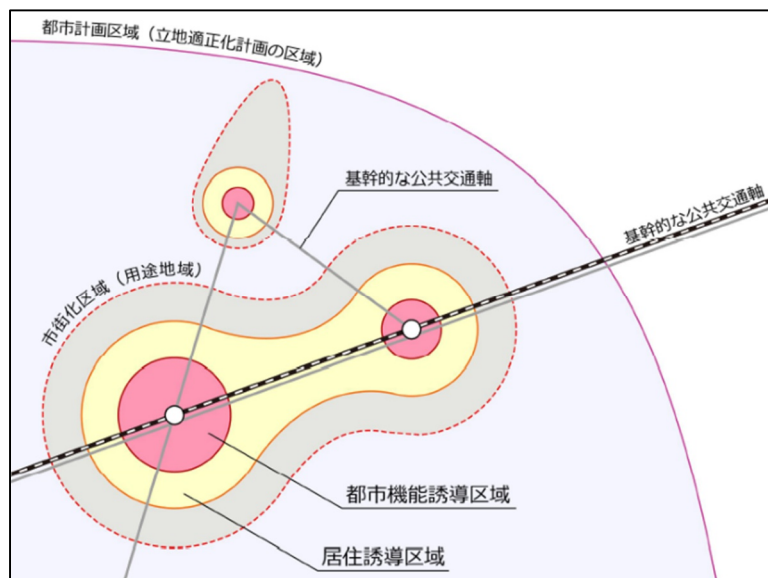 都市計画区域（立地適正化計画の区域）
基幹的な公共交通軸
基幹的な公共交通軸
市街化区域（用途地域）
都市機能誘導区域
居住誘導区域